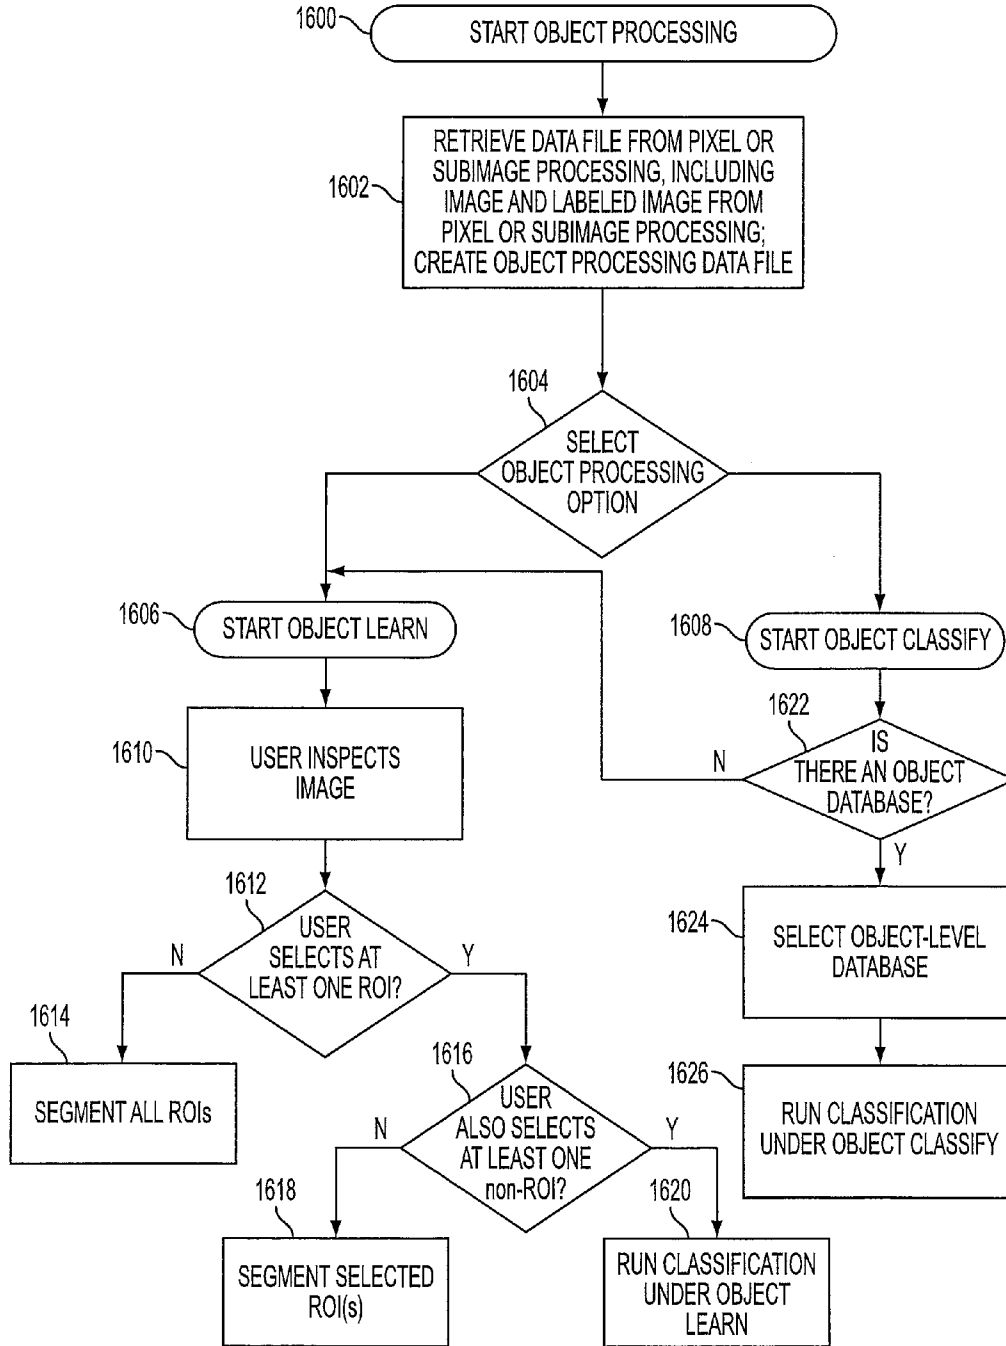 1600
START OBJECT PROCESSING
1602
RETRIEVE DATA FILE FROM PIXEL OR
SUBIMAGE PROCESSING, INCLUDING
IMAGE AND LABELED IMAGE FROM
PIXEL OR SUBIMAGE PROCESSING;
CREATE OBJECT PROCESSING DATA FILE
1604
SELECT
OBJECT PROCESSING
OPTION
1606
START OBJECT LEARN
1608
START OBJECT CLASSIFY
1610
USER INSPECTS
IMAGE
1622
IS
THERE AN OBJECT
DATABASE?
N
Y
1612
USER
SELECTS AT
LEAST ONE ROI?
N
Y
1624
SELECT OBJECT-LEVEL
DATABASE
1614
SEGMENT ALL ROIs
1616
USER
ALSO SELECTS
AT LEAST ONE
non-ROI?
N
Y
1626
RUN CLASSIFICATION
UNDER OBJECT CLASSIFY
1618
SEGMENT SELECTED
ROI(s)
1620
RUN CLASSIFICATION
UNDER OBJECT
LEARN